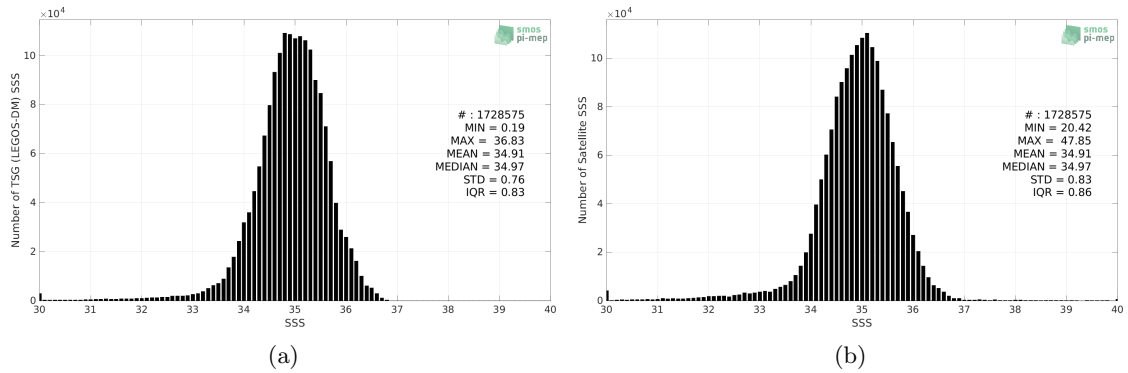 ×10⁴
smos
pi-mep
Number of TSG (LEGOS-DM) SSS
10
8
6
4
2
0
# : 1728575
MIN = 0.19
MAX = 36.83
MEAN = 34.91
MEDIAN = 34.97
STD = 0.76
IQR = 0.83
30 31 32 33 34 35 36 37 38 39 40
SSS
(a)
×10⁴
smos
pi-mep
Number of Satellite SSS
10
8
6
4
2
0
# : 1728575
MIN = 20.42
MAX = 47.85
MEAN = 34.91
MEDIAN = 34.97
STD = 0.83
IQR = 0.86
30 31 32 33 34 35 36 37 38 39 40
SSS
(b)